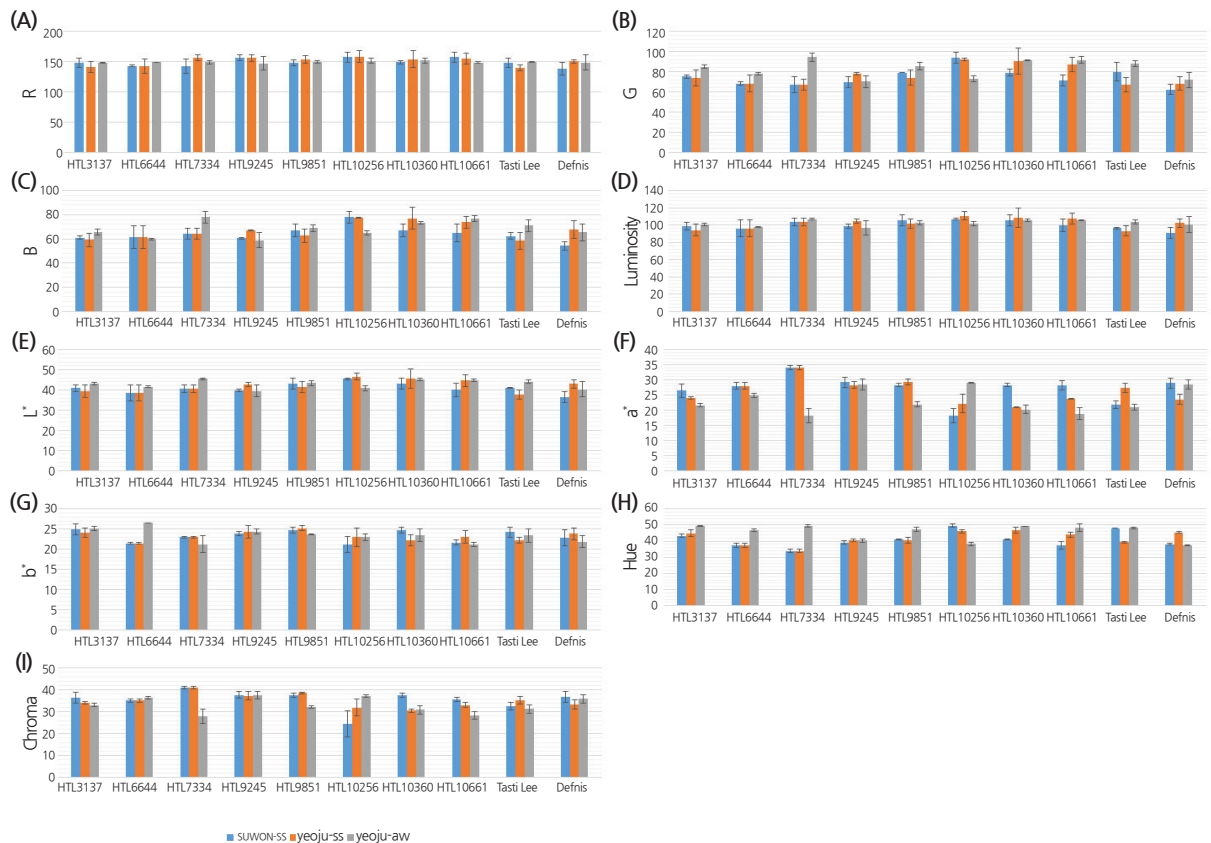 (A)
200
150
100
50
0
R
HTL3137 HTL6644 HTL7334 HTL9245 HTL9851 HTL10256 HTL10360 HTL10661 Tasti Lee Defnis
(B)
120
100
80
60
40
20
0
G
HTL3137 HTL6644 HTL7334 HTL9245 HTL9851 HTL10256 HTL10360 HTL10661 Tasti Lee Defnis
(C)
100
80
60
40
20
0
B
HTL3137 HTL6644 HTL7334 HTL9245 HTL9851 HTL10256 HTL10360 HTL10661 Tasti Lee Defnis
(D)
140
120
100
80
60
40
20
0
Luminosity
HTL3137 HTL6644 HTL7334 HTL9245 HTL9851 HTL10256 HTL10360 HTL10661 Tasti Lee Defnis
(E)
60
50
40
30
20
10
0
L*
HTL3137 HTL6644 HTL7334 HTL9245 HTL9851 HTL10256 HTL10360 HTL10661 Tasti Lee Defnis
(F)
40
35
30
25
20
15
10
5
0
a*
HTL3137 HTL6644 HTL7334 HTL9245 HTL9851 HTL10256 HTL10360 HTL10661 Tasti Lee Defnis
(G)
30
25
20
15
10
5
0
b*
HTL3137 HTL6644 HTL7334 HTL9245 HTL9851 HTL10256 HTL10360 HTL10661 Tasti Lee Defnis
(H)
60
50
40
30
20
10
0
Hue
HTL3137 HTL6644 HTL7334 HTL9245 HTL9851 HTL10256 HTL10360 HTL10661 Tasti Lee Defnis
(I)
50
40
30
20
10
0
Chroma
HTL3137 HTL6644 HTL7334 HTL9245 HTL9851 HTL10256 HTL10360 HTL10661 Tasti Lee Defnis
SUWON-SS yeoju-ss yeoju-aw